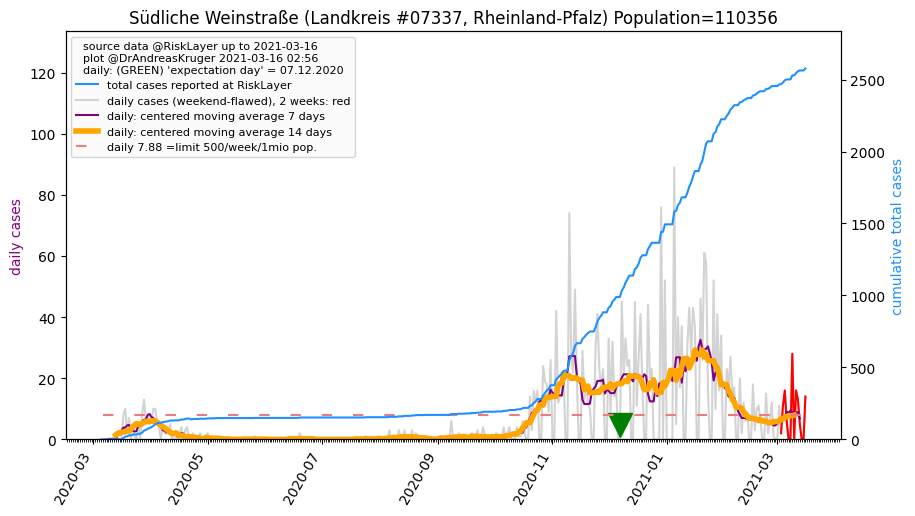 Südliche Weinstraße (Landkreis #07337, Rheinland-Pfalz) Population=110356
source data @RiskLayer up to 2021-03-16
plot @DrAndreasKruger 2021-03-16 02:56
daily: (GREEN) 'expectation day' = 07.12.2020
total cases reported at RiskLayer
daily cases (weekend-flawed), 2 weeks: red
daily: centered moving average 7 days
daily: centered moving average 14 days
daily 7.88 =limit 500/week/1mio pop.
daily cases
120
100
80
60
40
20
0
cumulative total cases
2500
2000
1500
1000
500
0
2020-03
2020-05
2020-07
2020-09
2020-11
2021-01
2021-03